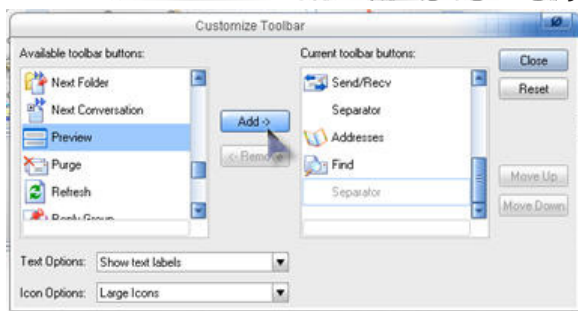 Customize Toolbar
Available toolbar buttons:
Current toolbar buttons:
Next Folder
Next Conversation
Preview
Purge
Refresh
Reply Group
Add ->
<- Remove
Send/Recv
Separator
Addresses
Find
Separator
Close
Reset
Move Up
Move Down
Text Options: Show text labels
Icon Options: Large Icons